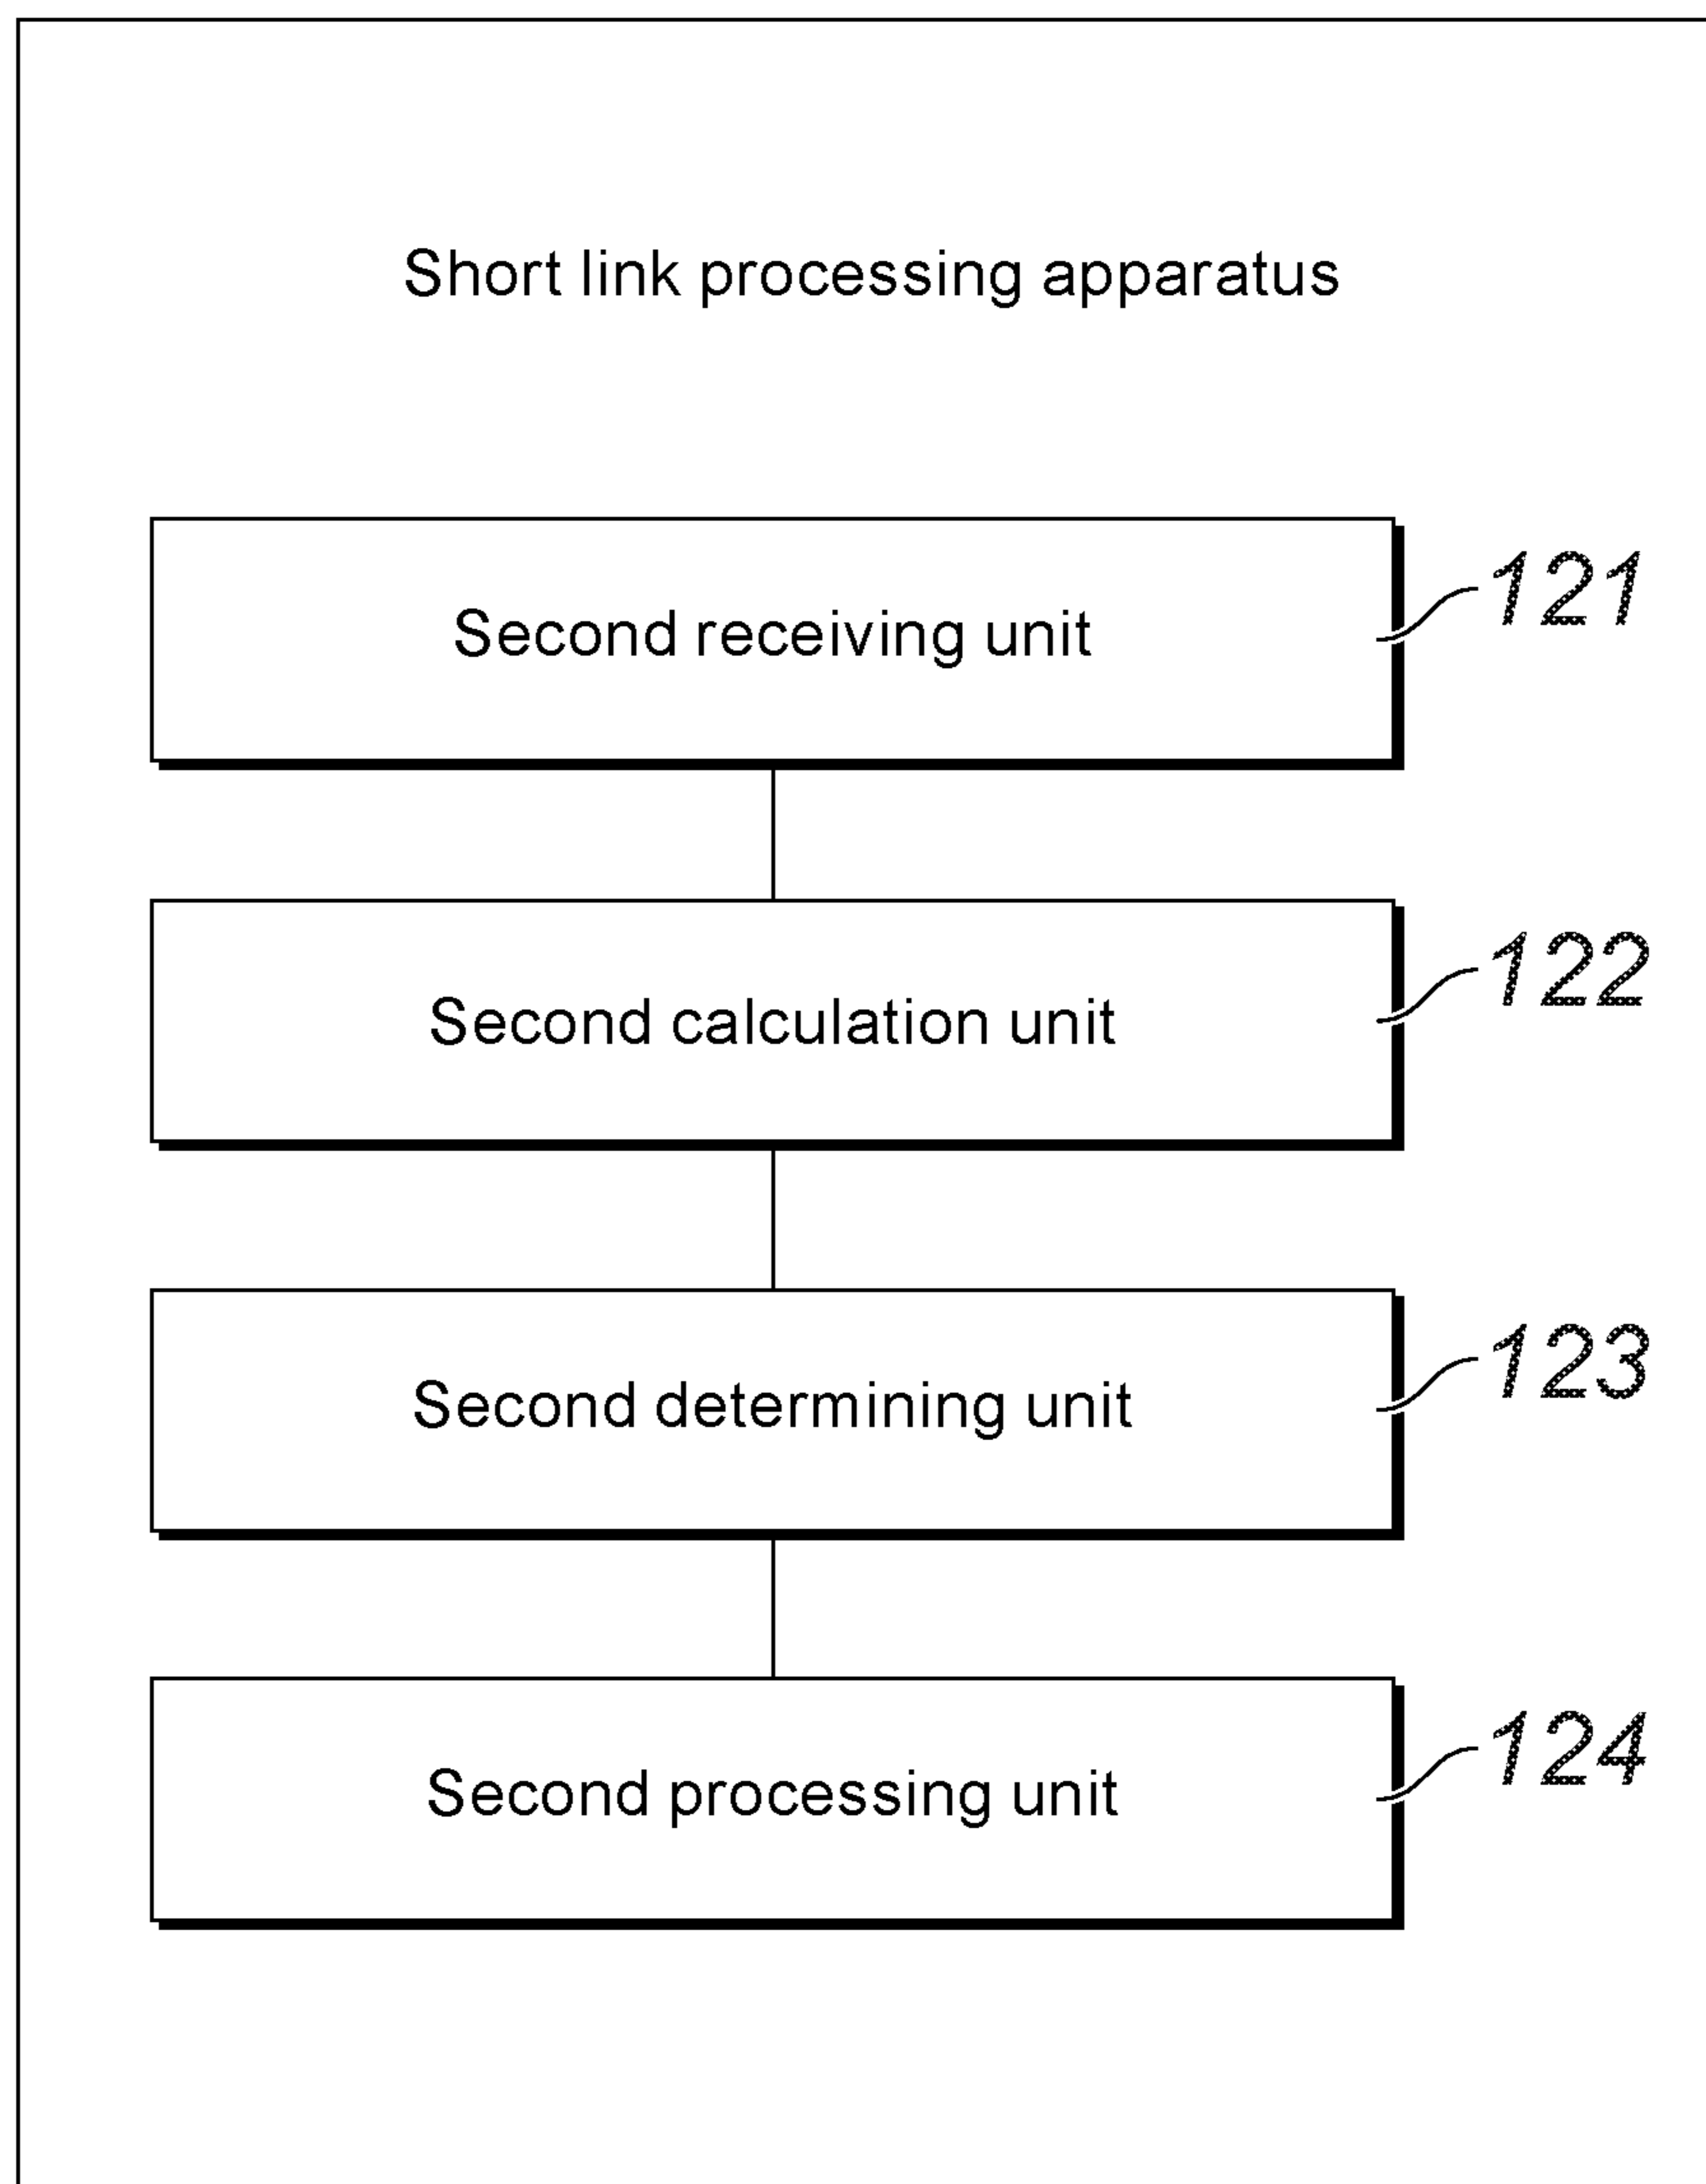 Short link processing apparatus
Second receiving unit
121
Second calculation unit
122
Second determining unit
123
Second processing unit
124